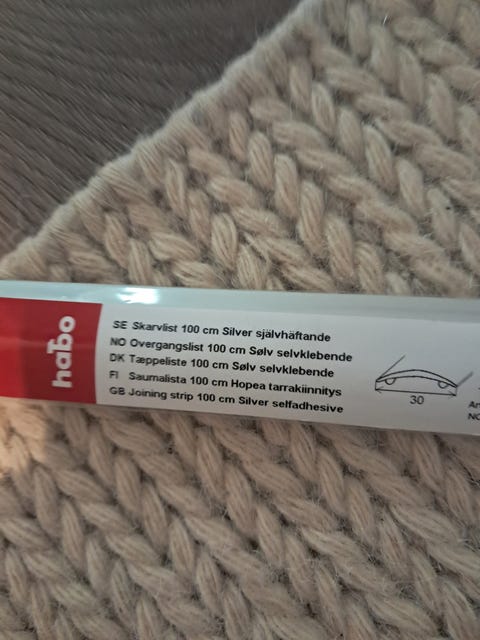 habo
SE Skarvlist 100 cm Silver självhäftande
NO Overgangslist 100 cm Sølv selvklebende
DK Tæppeliste 100 cm Sølv selvklebende
FI Saumalista 100 cm Hopea tarrakiinnitys
GB Joining strip 100 cm Silver selfadhesive
30